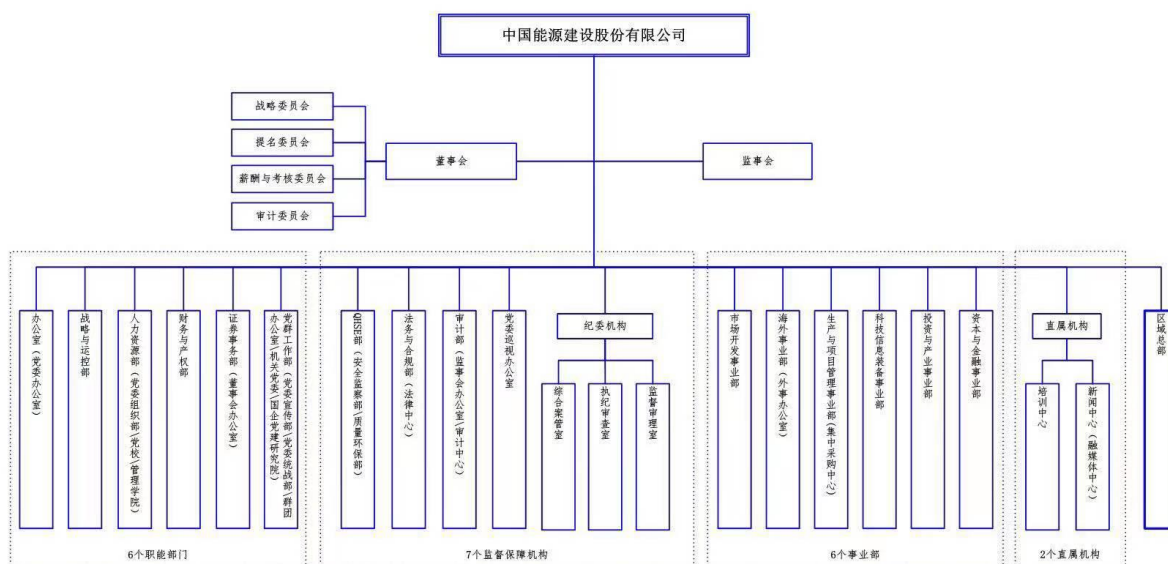 中国能源建设股份有限公司
战略委员会
提名委员会
薪酬与考核委员会
审计委员会
董事会
监事会
办公室（党委办公室）
战略与运控部
人力资源部（党委组织部\党校\管理学院）
财务与产权部
证券事务部（董事会办公室）
党群工作部（党委宣传部\党委统战部\群团
办公室\机关党委\国企党建研究院）
QHSE部（安全监察部\质量环保部）
法务与合规部（法律中心）
审计部（监事会办公室\审计中心）
党委巡视办公室
纪委机构
综合案管室
执纪审查室
监督审理室
市场开发事业部
海外事业部（外事办公室）
生产与项目管理事业部(集中采购中心)
科技信息装备事业部
投资与产业事业部
资本与金融事业部
直属机构
培训中心
新闻中心（融媒体中心）
区域总部
6个职能部门
7个监督保障机构
6个事业部
2个直属机构